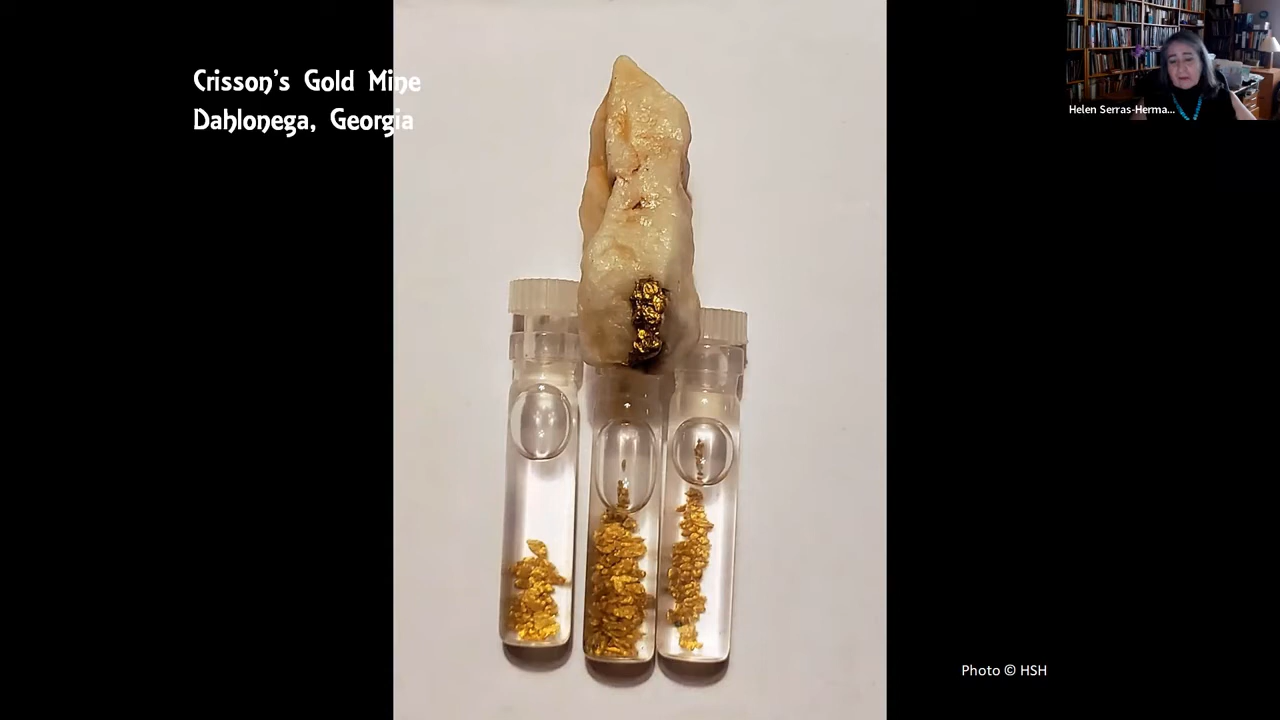 Crisson's Gold Mine
Dahlonega, Georgia
Helen Serras-Herma...
Photo © HSH